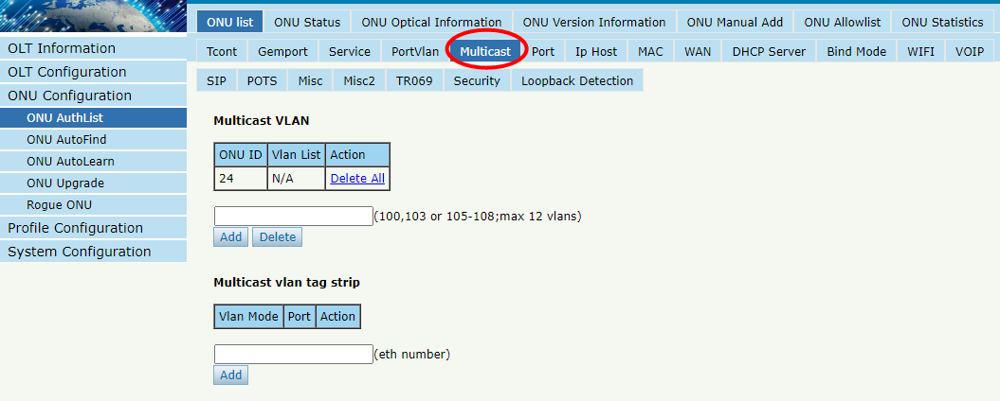 ONU list ONU Status ONU Optical Information ONU Version Information ONU Manual Add ONU Allowlist ONU Statistics
Tcont Gemport Service PortVlan Multicast Port Ip Host MAC WAN DHCP Server Bind Mode WIFI VOIP
SIP POTS Misc Misc2 TR069 Security Loopback Detection
OLT Information
OLT Configuration
ONU Configuration
ONU AuthList
ONU AutoFind
ONU AutoLearn
ONU Upgrade
Rogue ONU
Profile Configuration
System Configuration
Multicast VLAN
ONU ID Vlan List Action
24 N/A Delete All
(100,103 or 105-108;max 12 vlans)
Add Delete
Multicast vlan tag strip
Vlan Mode Port Action
(eth number)
Add